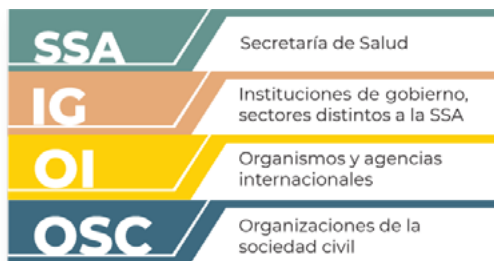 SSA
Secretaría de Salud
IG
Instituciones de gobierno,
sectores distintos a la SSA
OI
Organismos y agencias
internacionales
OSC
Organizaciones de la
sociedad civil